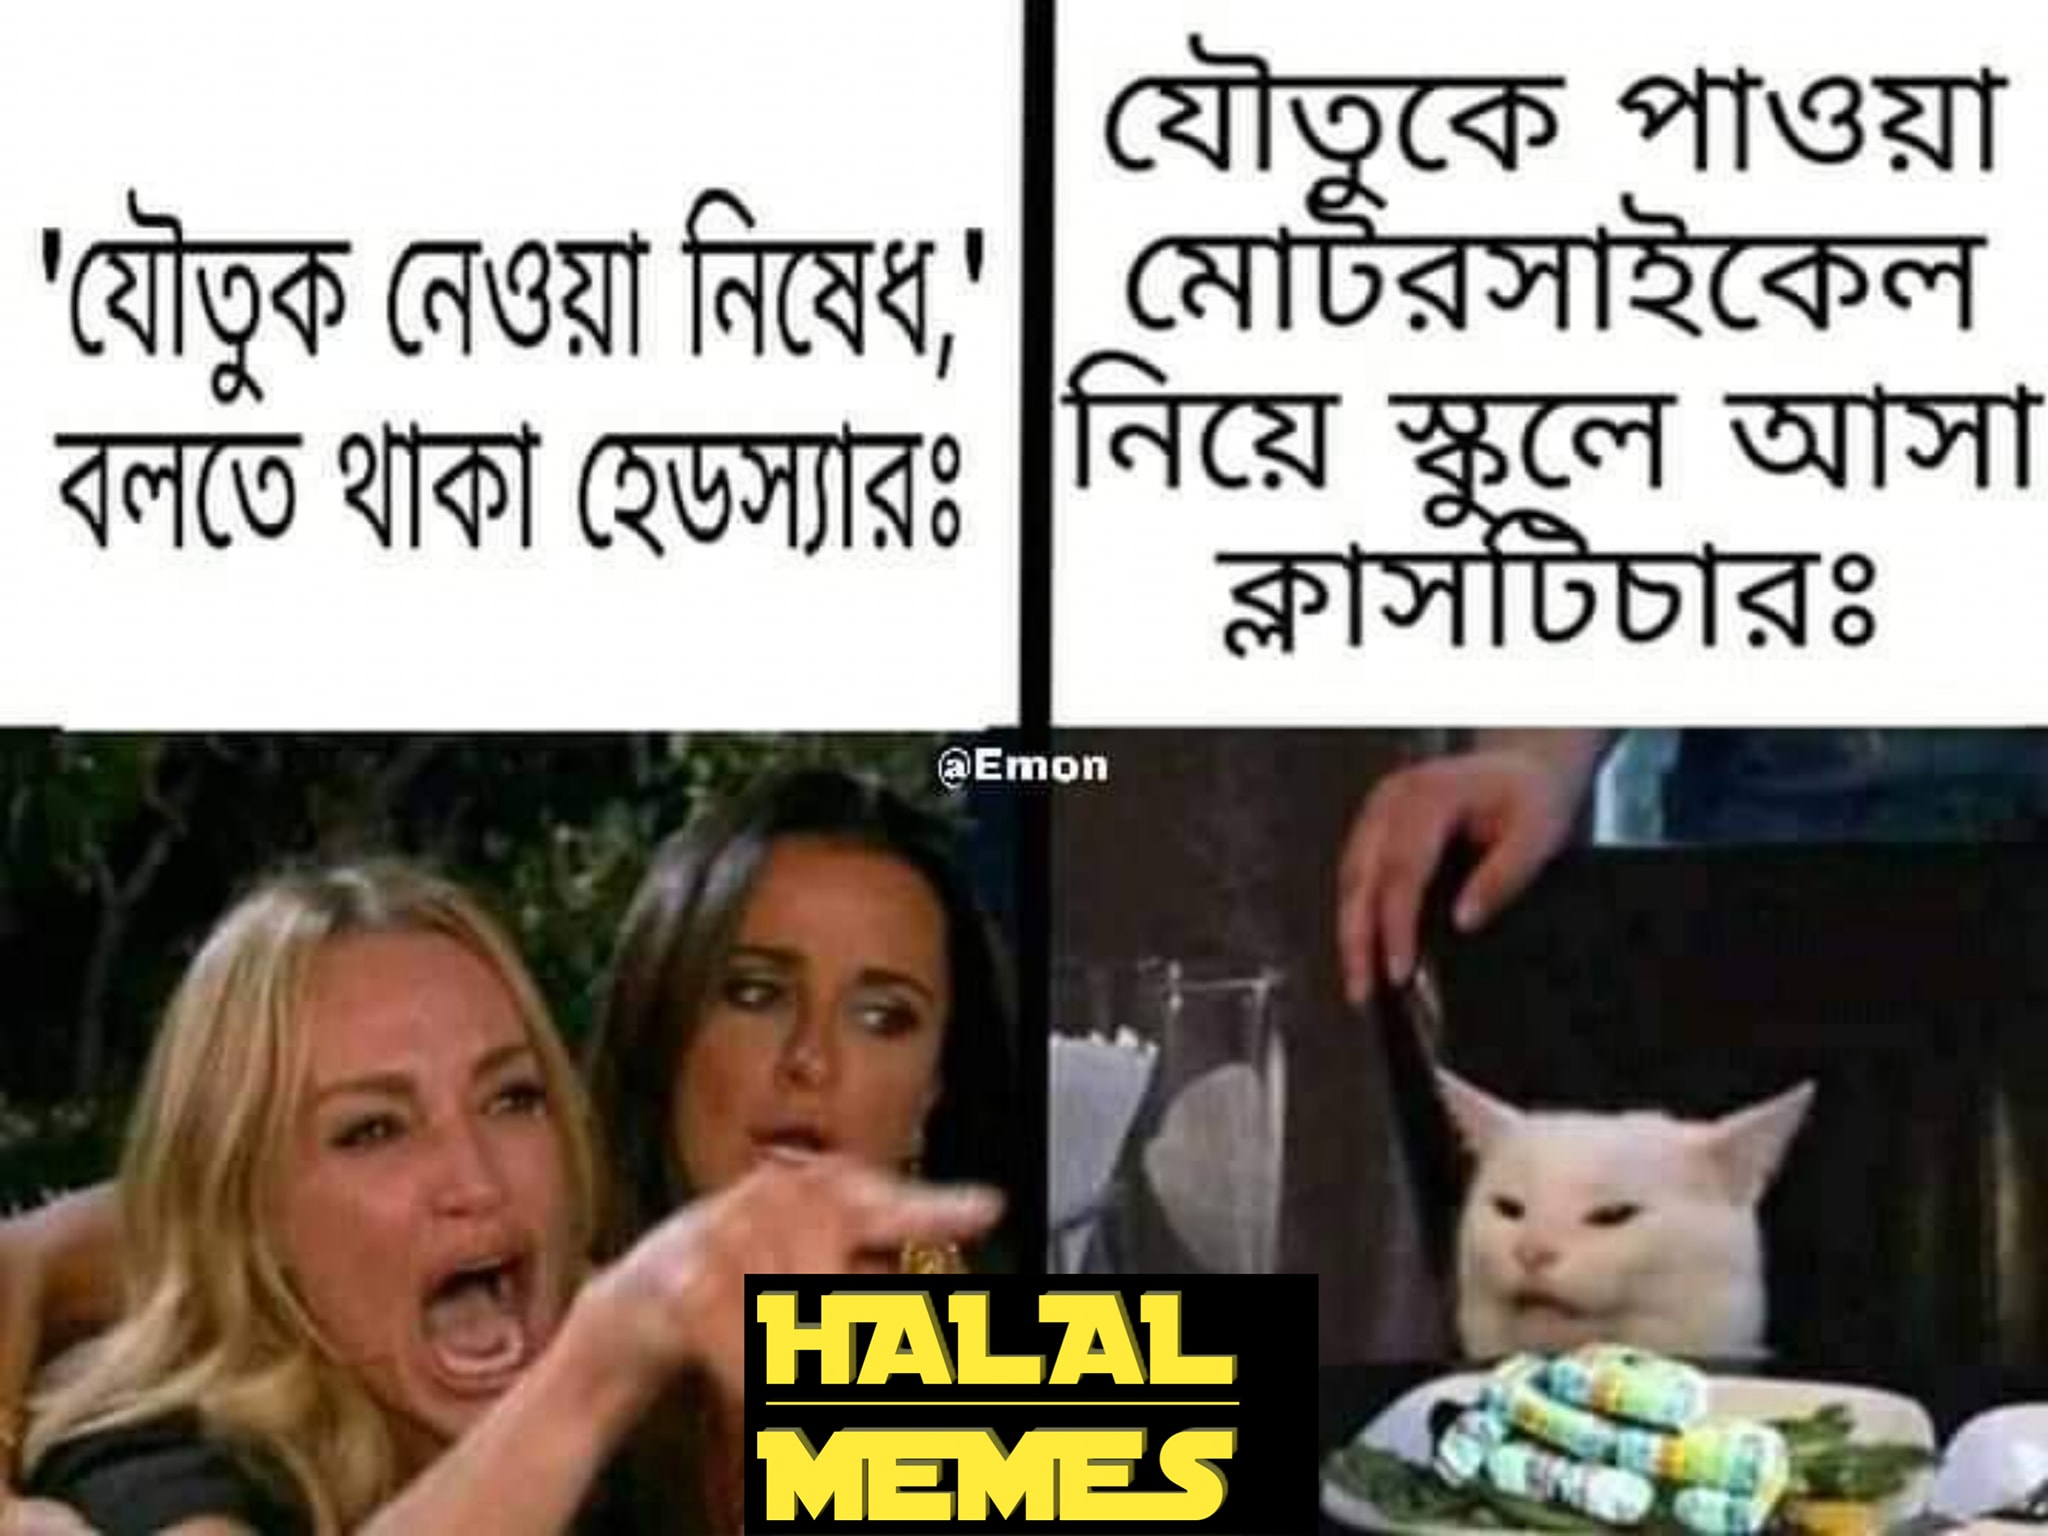 'যৌতুক নেওয়া নিষেধ,'
বলতে থাকা হেডস্যারঃ
যৌতুকে পাওয়া
মোটরসাইকেল
নিয়ে স্কুলে আসা
ক্লাসটিচারঃ
@Emon
HALAL
MEMES